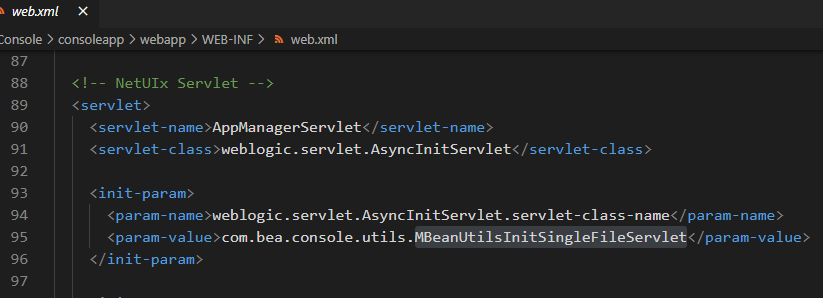 web.xml ×
Console > consoleapp > webapp > WEB-INF > web.xml
87
88 <!-- NetUIx Servlet -->
89 <servlet>
90 <servlet-name>AppManagerServlet</servlet-name>
91 <servlet-class>weblogic.servlet.AsyncInitServlet</servlet-class>
92
93 <init-param>
94 <param-name>weblogic.servlet.AsyncInitServlet.servlet-class-name</param-name>
95 <param-value>com.bea.console.utils.MBeanUtilsInitSingleFileServlet</param-value>
96 </init-param>
97